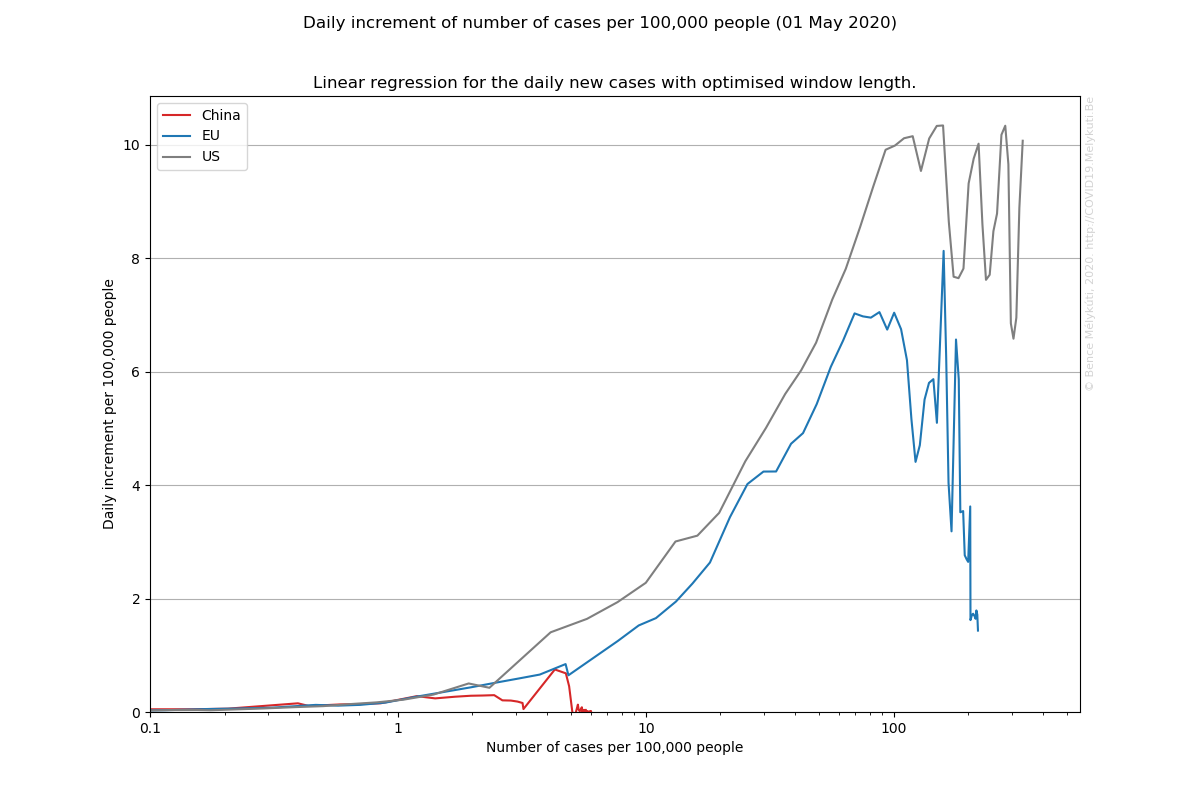 Daily increment of number of cases per 100,000 people (01 May 2020)
Linear regression for the daily new cases with optimised window length.
China
EU
US
10
8
6
4
2
0
0.1
1
10
100
Daily increment per 100,000 people
Number of cases per 100,000 people
© Bence Mélykúti, 2020. http://COVID19.Melykuti.Be